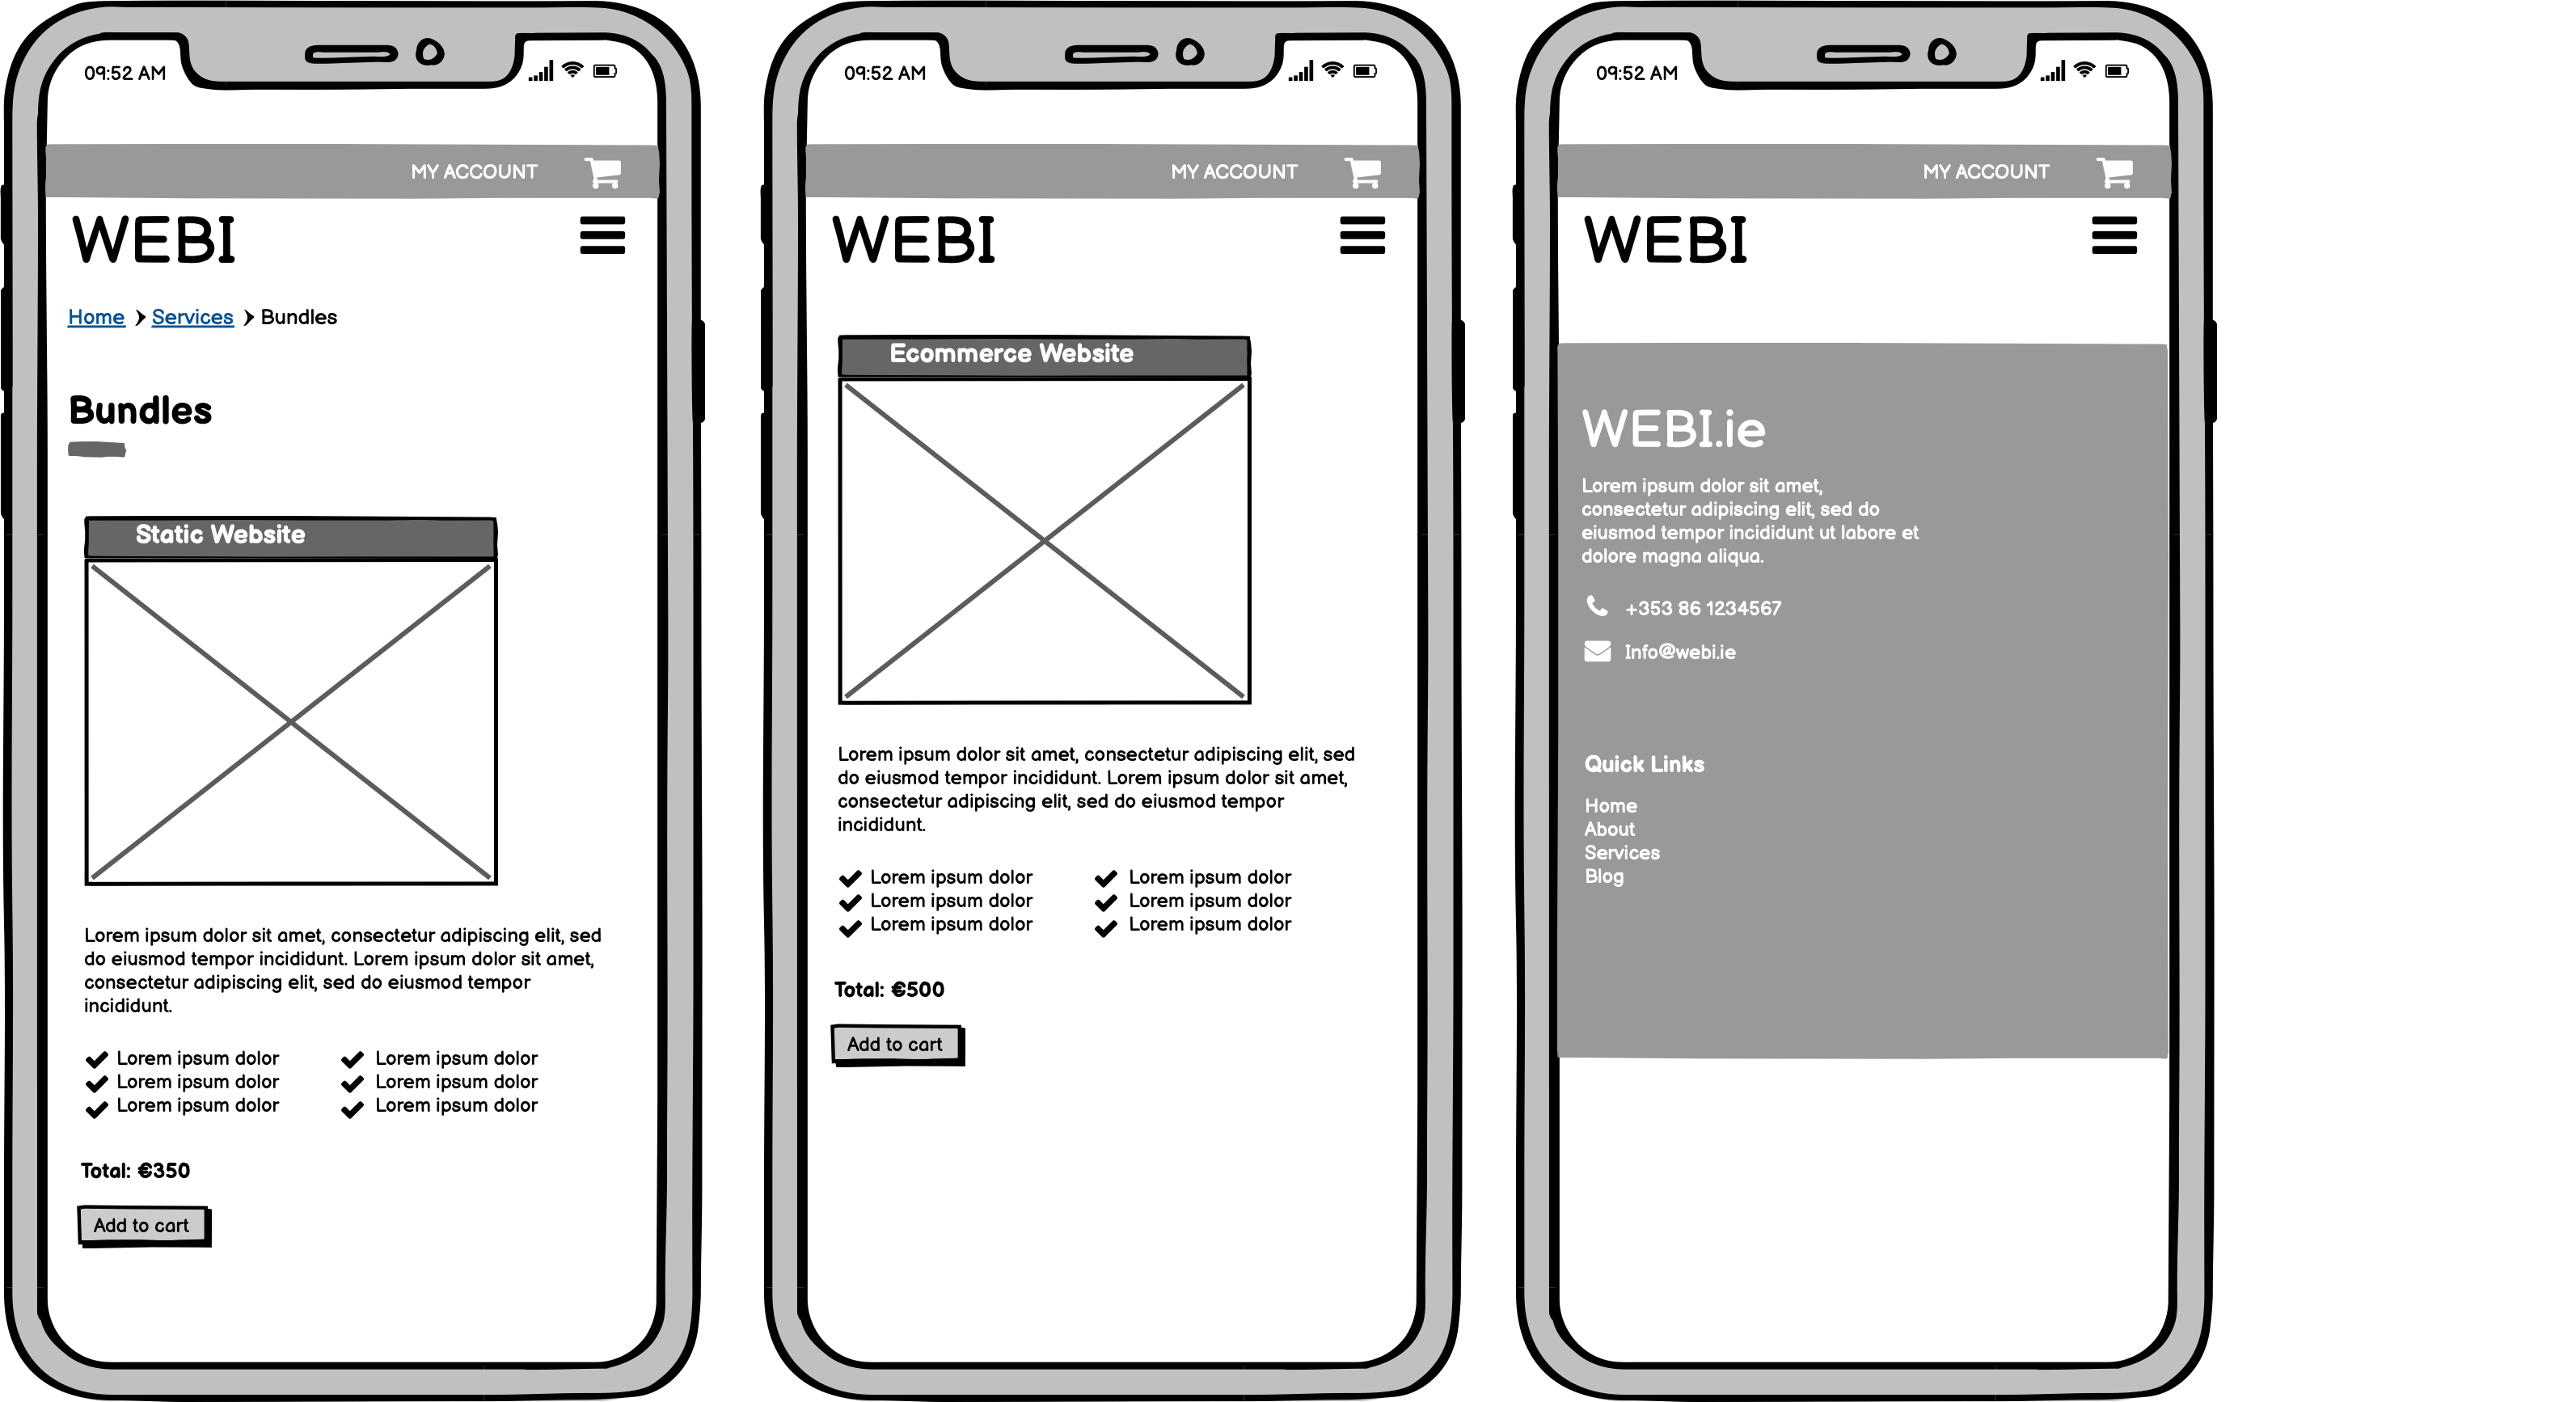 09:52 AM
MY ACCOUNT
WEBI
Home Services Bundles
Bundles
Static Website
Lorem ipsum dolor sit amet, consectetur adipiscing elit, sed
do eiusmod tempor incididunt. Lorem ipsum dolor sit amet,
consectetur adipiscing elit, sed do eiusmod tempor
incididunt.
Lorem ipsum dolor Lorem ipsum dolor
Lorem ipsum dolor Lorem ipsum dolor
Lorem ipsum dolor Lorem ipsum dolor
Total: €350
Add to cart
09:52 AM
MY ACCOUNT
WEBI
Ecommerce Website
Lorem ipsum dolor sit amet, consectetur adipiscing elit, sed
do eiusmod tempor incididunt. Lorem ipsum dolor sit amet,
consectetur adipiscing elit, sed do eiusmod tempor
incididunt.
Lorem ipsum dolor Lorem ipsum dolor
Lorem ipsum dolor Lorem ipsum dolor
Lorem ipsum dolor Lorem ipsum dolor
Total: €500
Add to cart
09:52 AM
MY ACCOUNT
WEBI
WEBI.ie
Lorem ipsum dolor sit amet,
consectetur adipiscing elit, sed do
eiusmod tempor incididunt ut labore et
dolore magna aliqua.
+353 86 1234567
Info@webi.ie
Quick Links
Home
About
Services
Blog